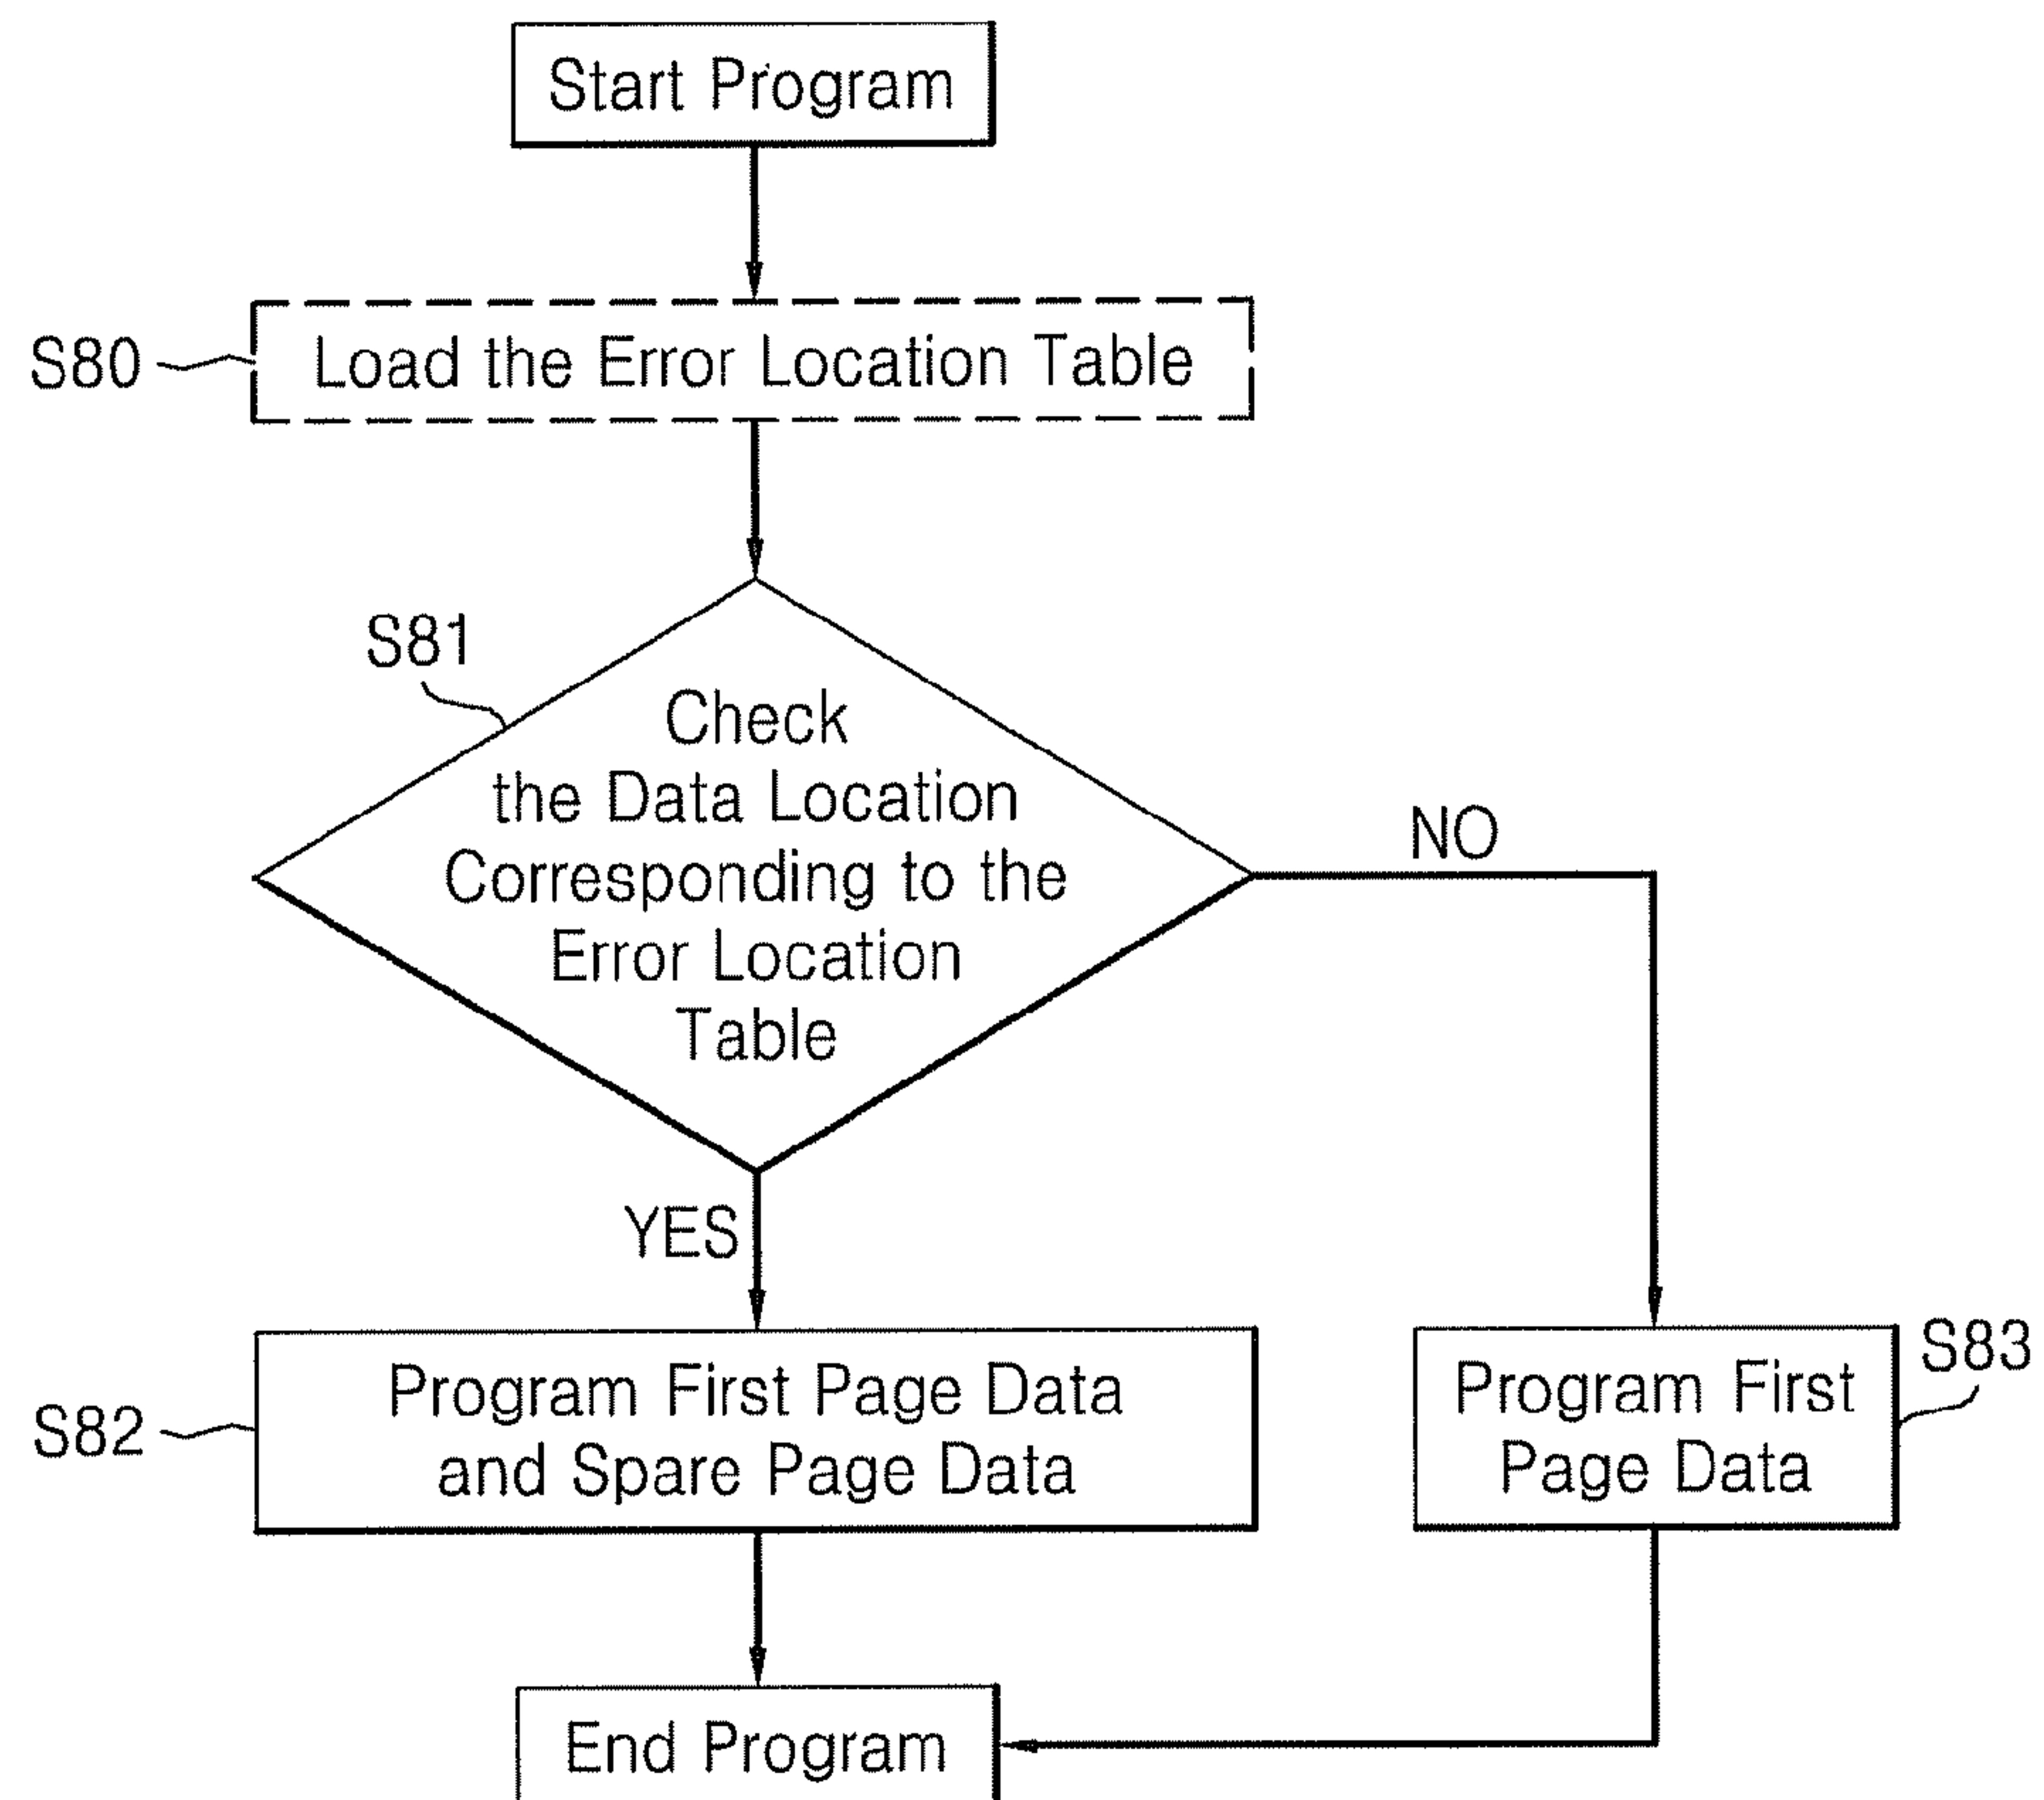 Start Program
S80
Load the Error Location Table
S81
Check
the Data Location
Corresponding to the
Error Location
Table
NO
YES
S82
Program First Page Data
and Spare Page Data
Program First
Page Data
S83
End Program